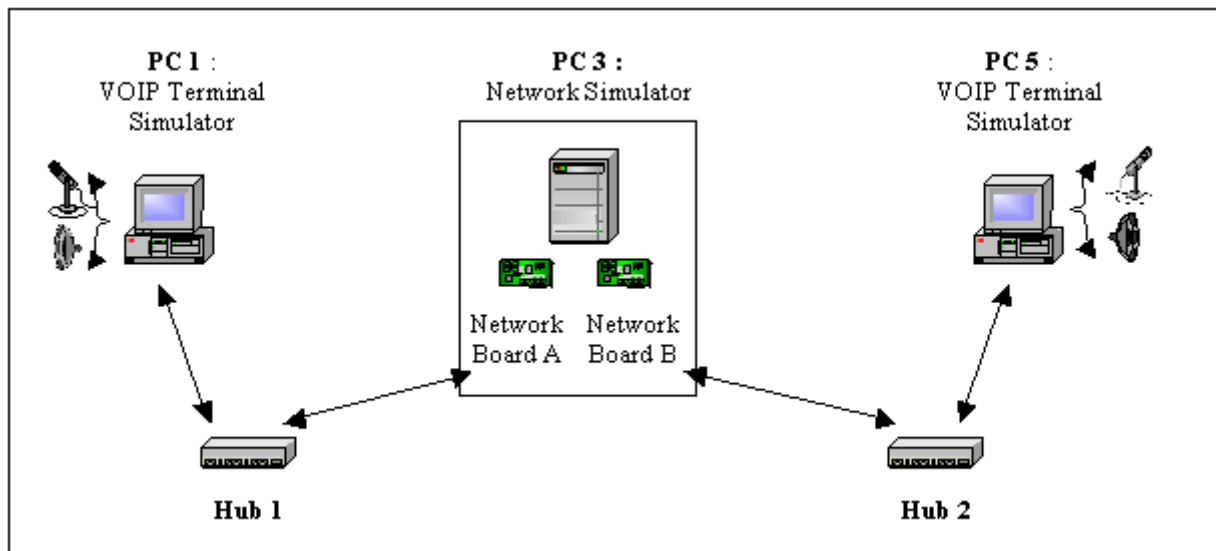 PC 1 :
VOIP Terminal
Simulator
PC 3 :
Network Simulator
PC 5 :
VOIP Terminal
Simulator
Network
Board A
Network
Board B
Hub 1
Hub 2